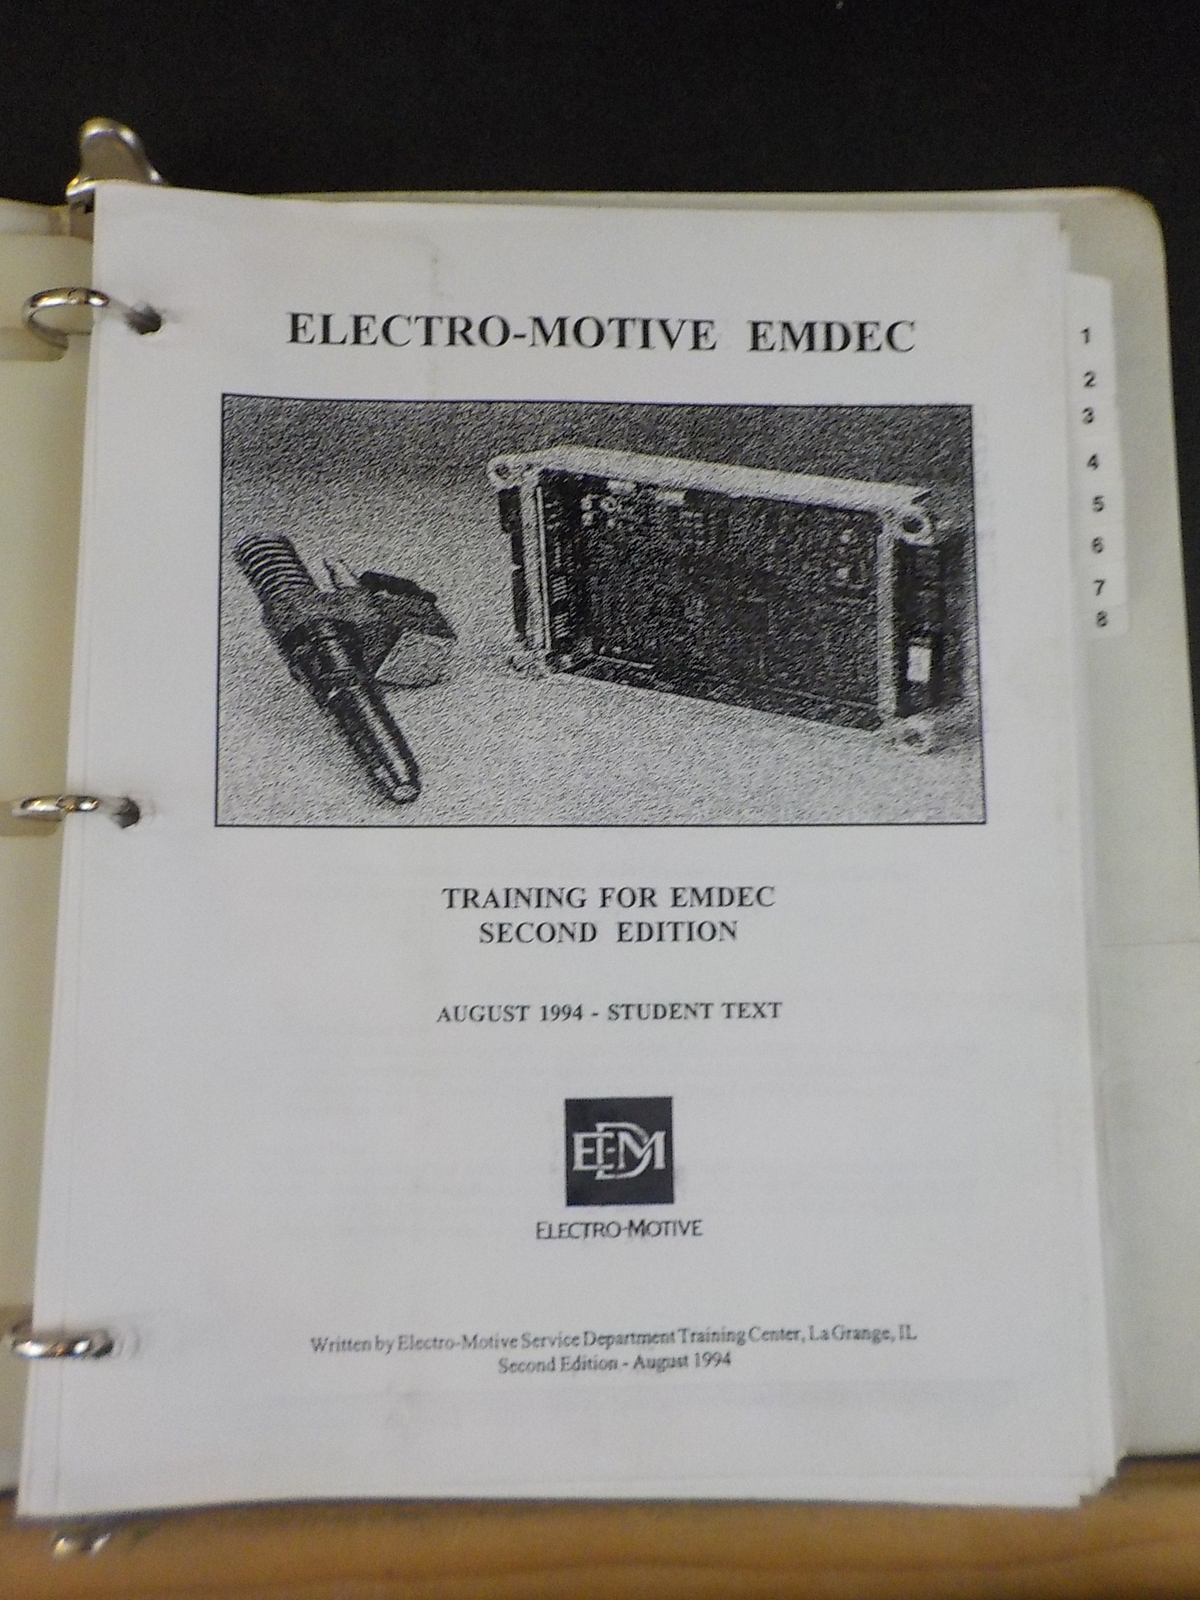 ELECTRO-MOTIVE EMDEC
1
2
3
4
5
6
7
8
TRAINING FOR EMDEC
SECOND EDITION
AUGUST 1994 - STUDENT TEXT
EMD
ELECTRO-MOTIVE
Written by Electro-Motive Service Department Training Center, La Grange, IL
Second Edition - August 1994